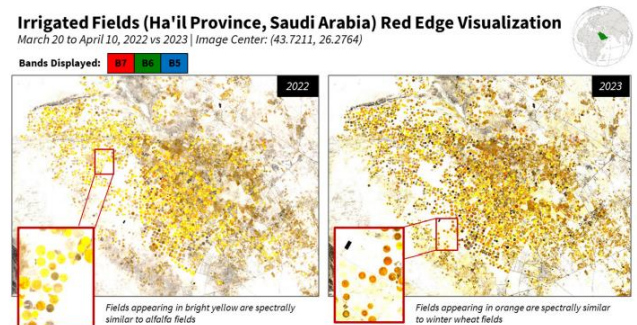 Irrigated Fields (Ha'il Province, Saudi Arabia) Red Edge Visualization
March 20 to April 10, 2022 vs 2023 | Image Center: (43.7211, 26.2764)
Bands Displayed: B7 B6 B5
2022
2023
Fields appearing in bright yellow are spectrally
similar to alfalfa fields
Fields appearing in orange are spectrally similar
to winter wheat fields